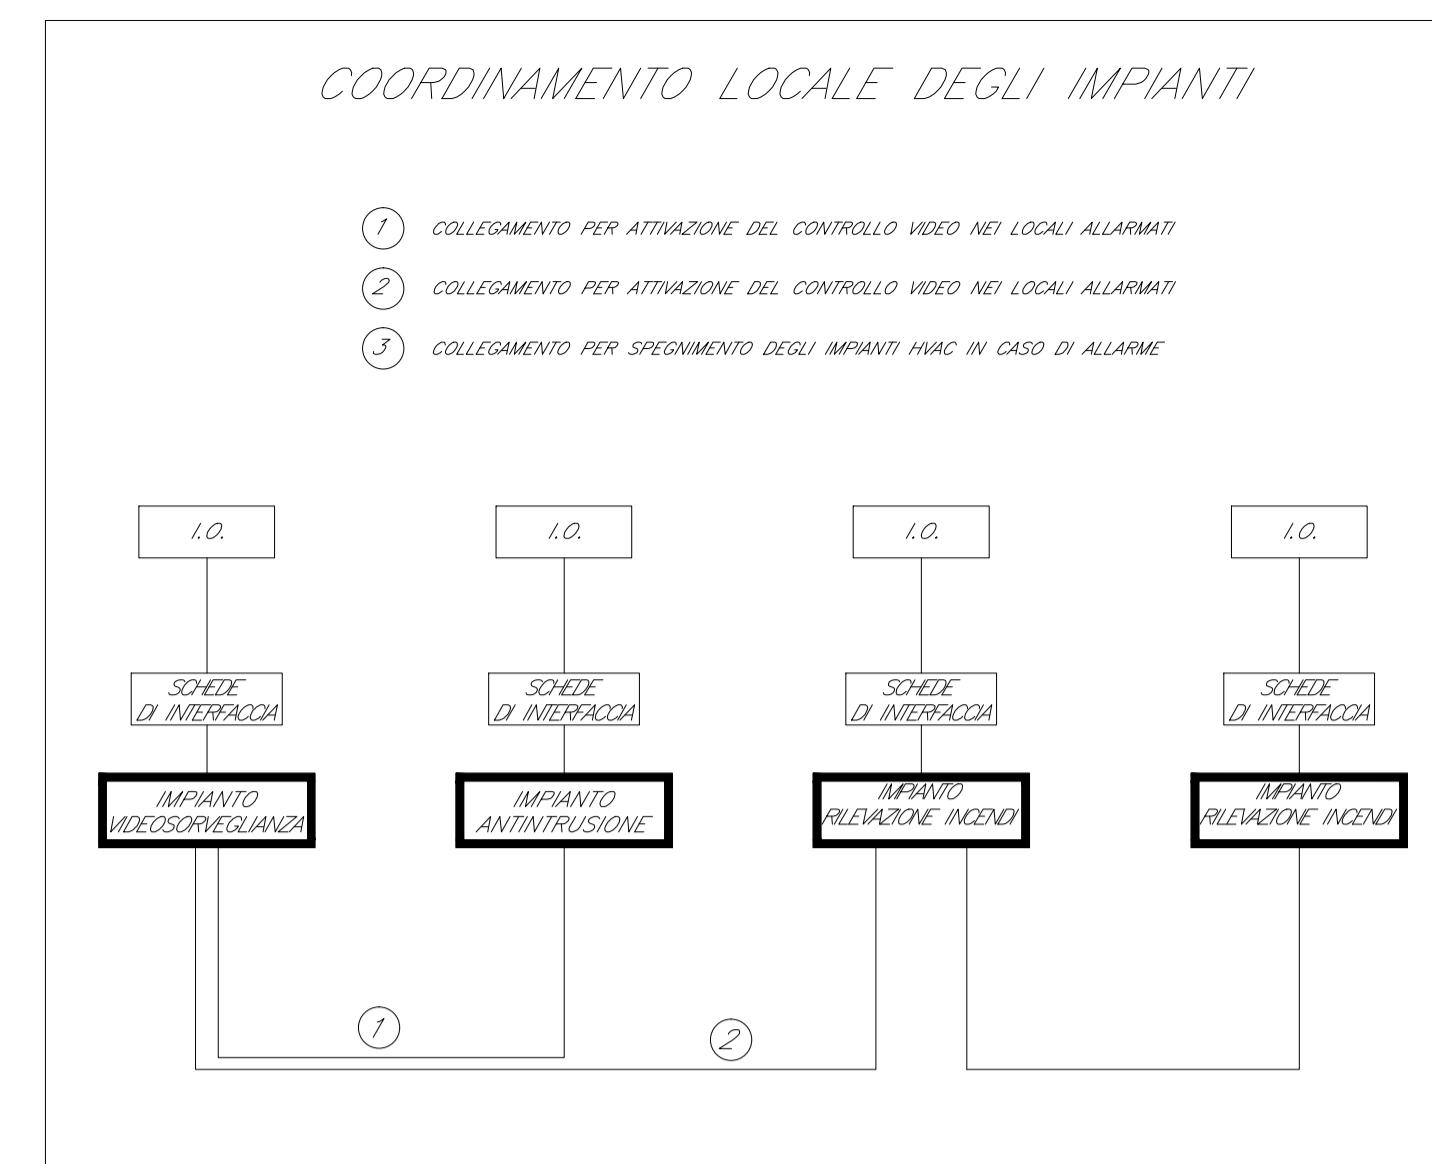 COORDINAMENTO LOCALE DEGLI IMPIANTI
1 COLLEGAMENTO PER ATTIVAZIONE DEL CONTROLLO VIDEO NEI LOCALI ALLARMATI
2 COLLEGAMENTO PER ATTIVAZIONE DEL CONTROLLO VIDEO NEI LOCALI ALLARMATI
3 COLLEGAMENTO PER SPEGNIMENTO DEGLI IMPIANTI HVAC IN CASO DI ALLARME
I.O.
I.O.
I.O.
I.O.
SCHEDE
DI INTERFACCIA
SCHEDE
DI INTERFACCIA
SCHEDE
DI INTERFACCIA
SCHEDE
DI INTERFACCIA
IMPIANTO
VIDEOSORVEGLIANZA
IMPIANTO
ANTINTRUSIONE
IMPIANTO
RILEVAZIONE INCENDI
IMPIANTO
RILEVAZIONE INCENDI
1
2